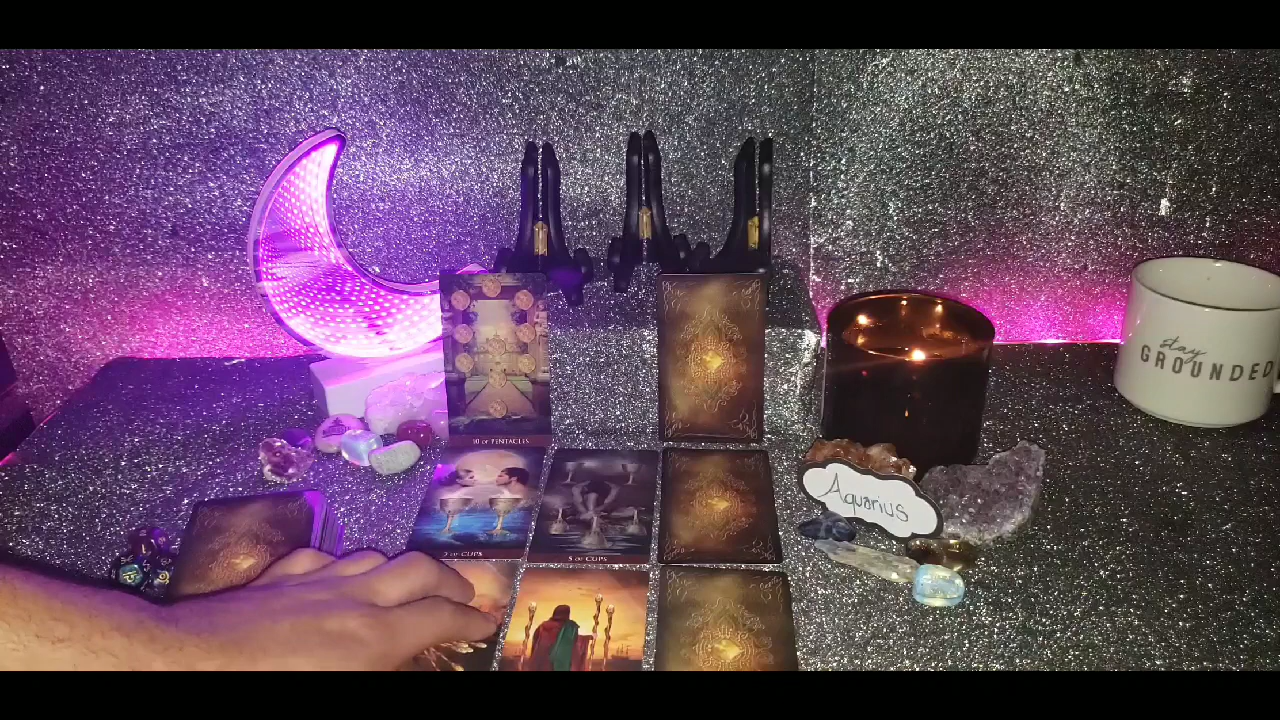 stay
GROUNDED
10 OF PENTACLES
Aquarius
2 OF CUPS
5 OF CUPS